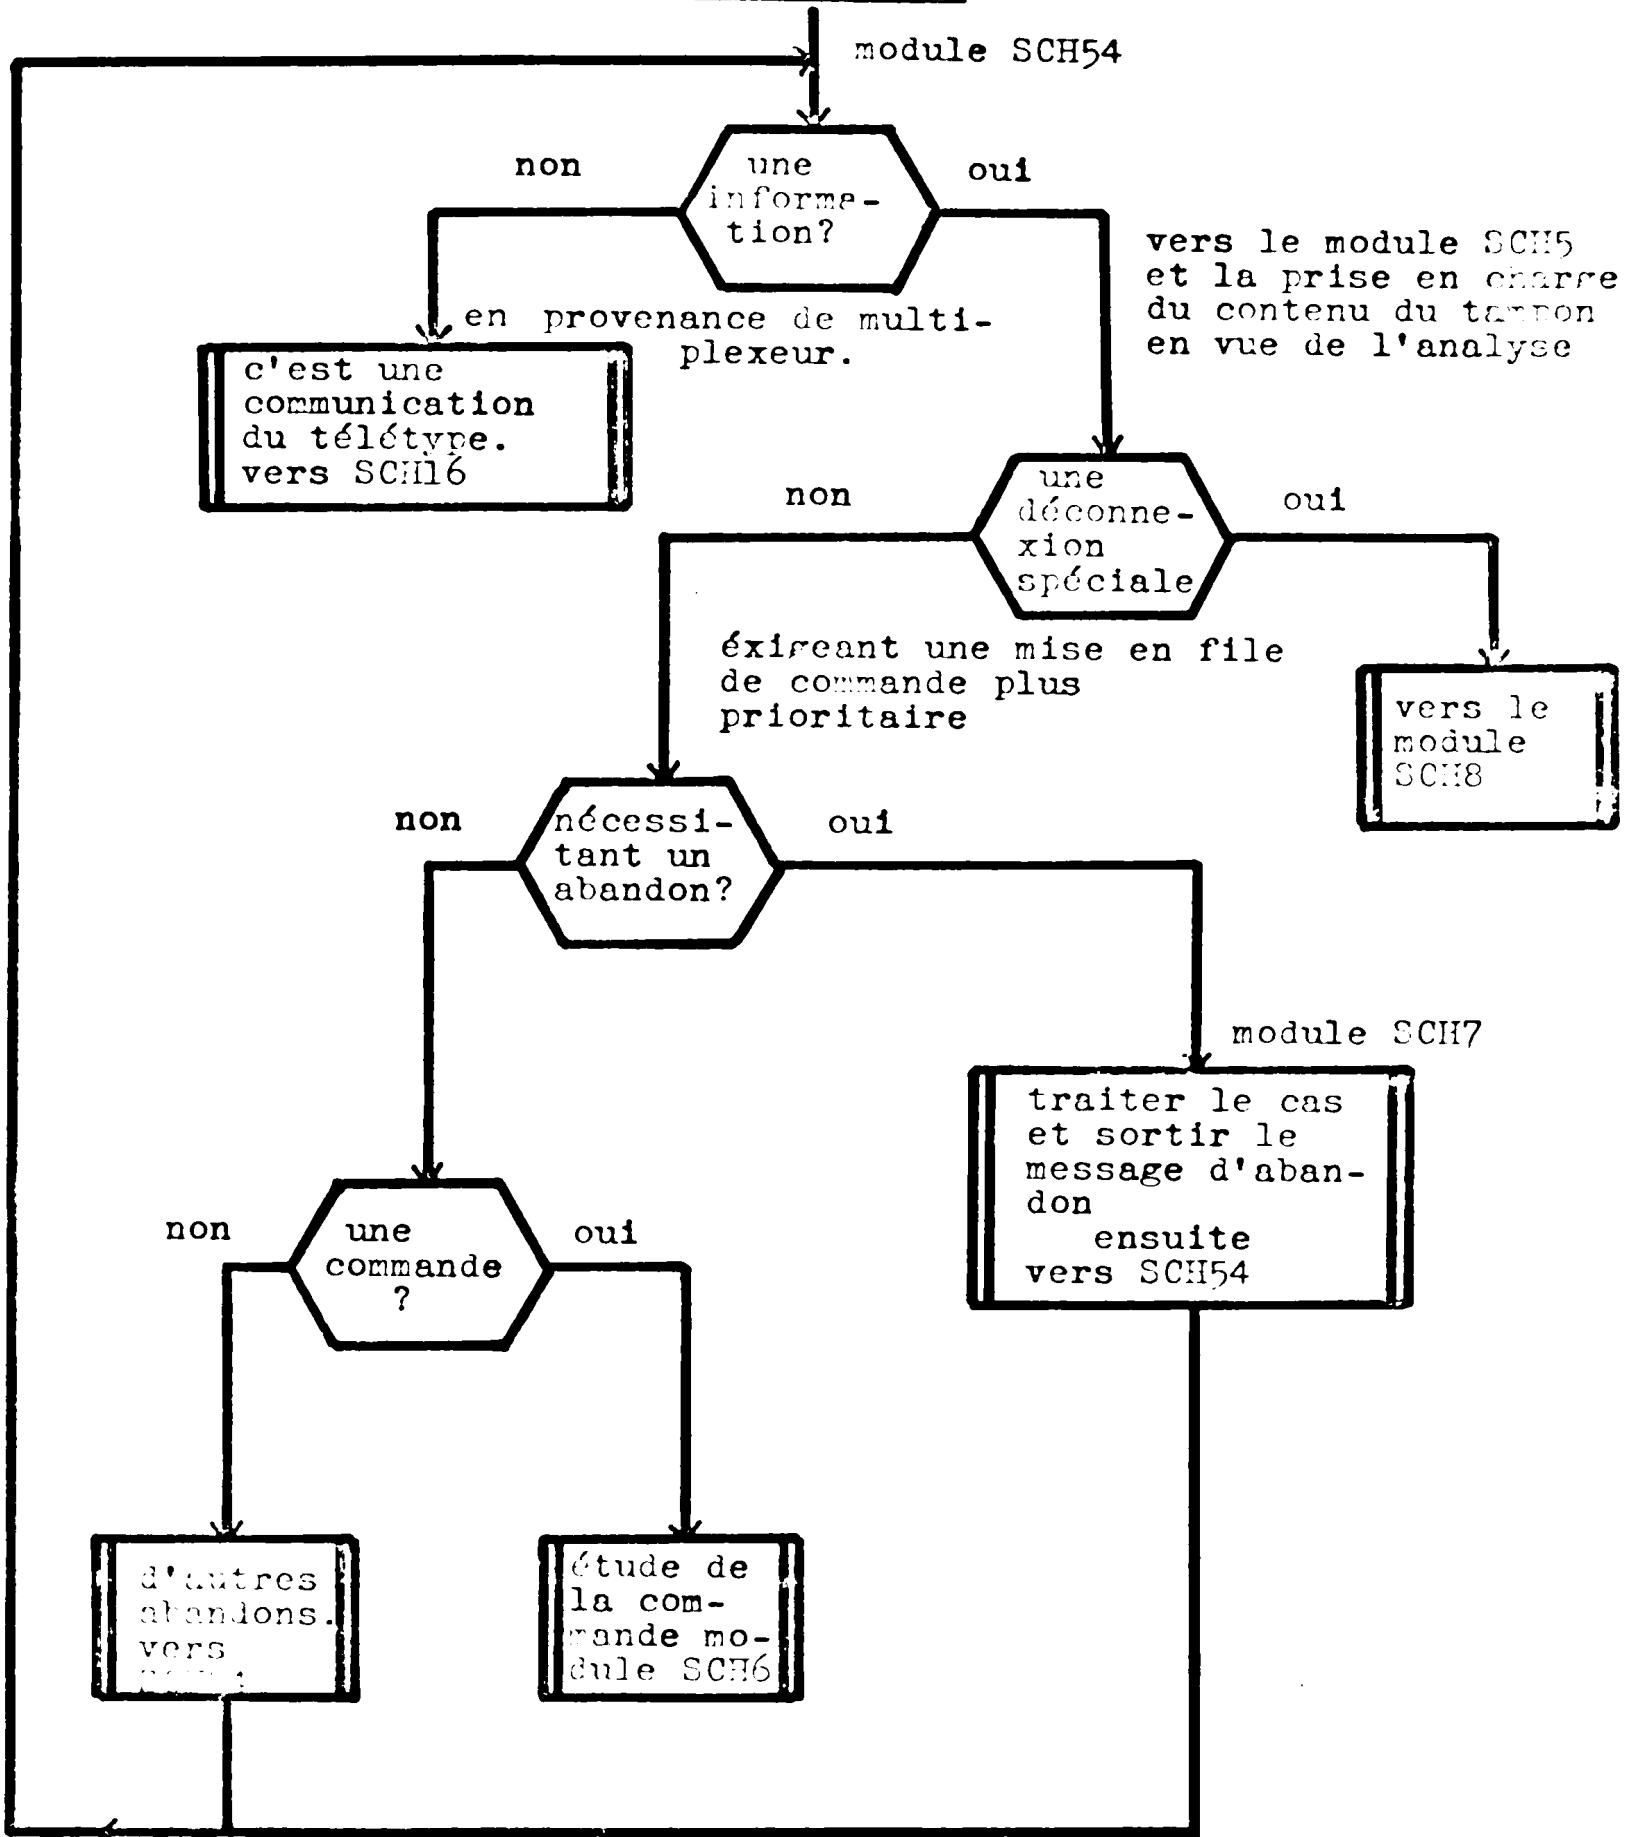 module SCH54
non
une
informa-
tion?
oui
vers le module SCH5
et la prise en charge
du contenu du tampon
en vue de l'analyse
en provenance de multi-
plexeur.
c'est une
communication
du télétype.
vers SCH16
non
une
déconne-
xion
spéciale
oui
éxigeant une mise en file
de commande plus
prioritaire
vers le
module
SCH8
non
nécessi-
tant un
abandon?
oui
module SCH7
traiter le cas
et sortir le
message d'aban-
don
ensuite
vers SCH54
non
une
commande
?
oui
d'autres
abandons.
vers
étude de
la com-
mande mo-
dule SCH6